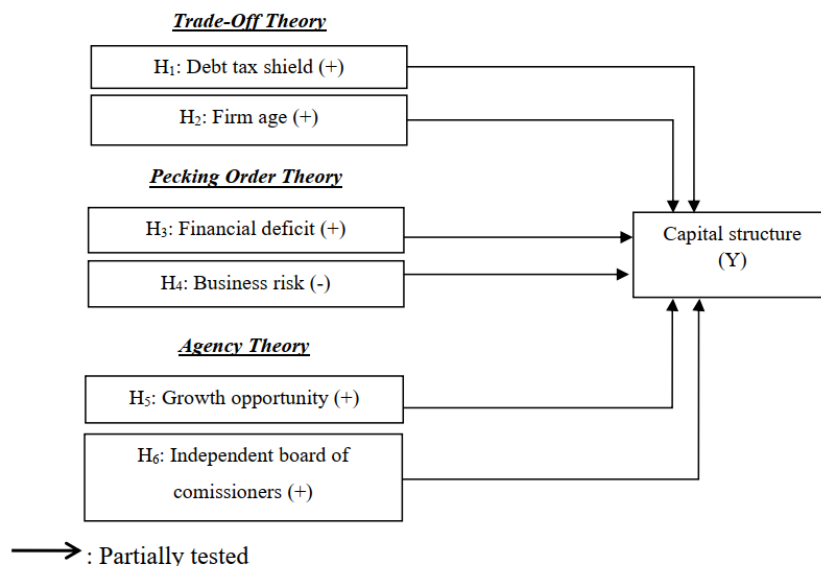 Trade-Off Theory
H₁: Debt tax shield (+)
H₂: Firm age (+)
Pecking Order Theory
H₃: Financial deficit (+)
H₄: Business risk (-)
Capital structure
(Y)
Agency Theory
H₅: Growth opportunity (+)
H₆: Independent board of
comissioners (+)
: Partially tested